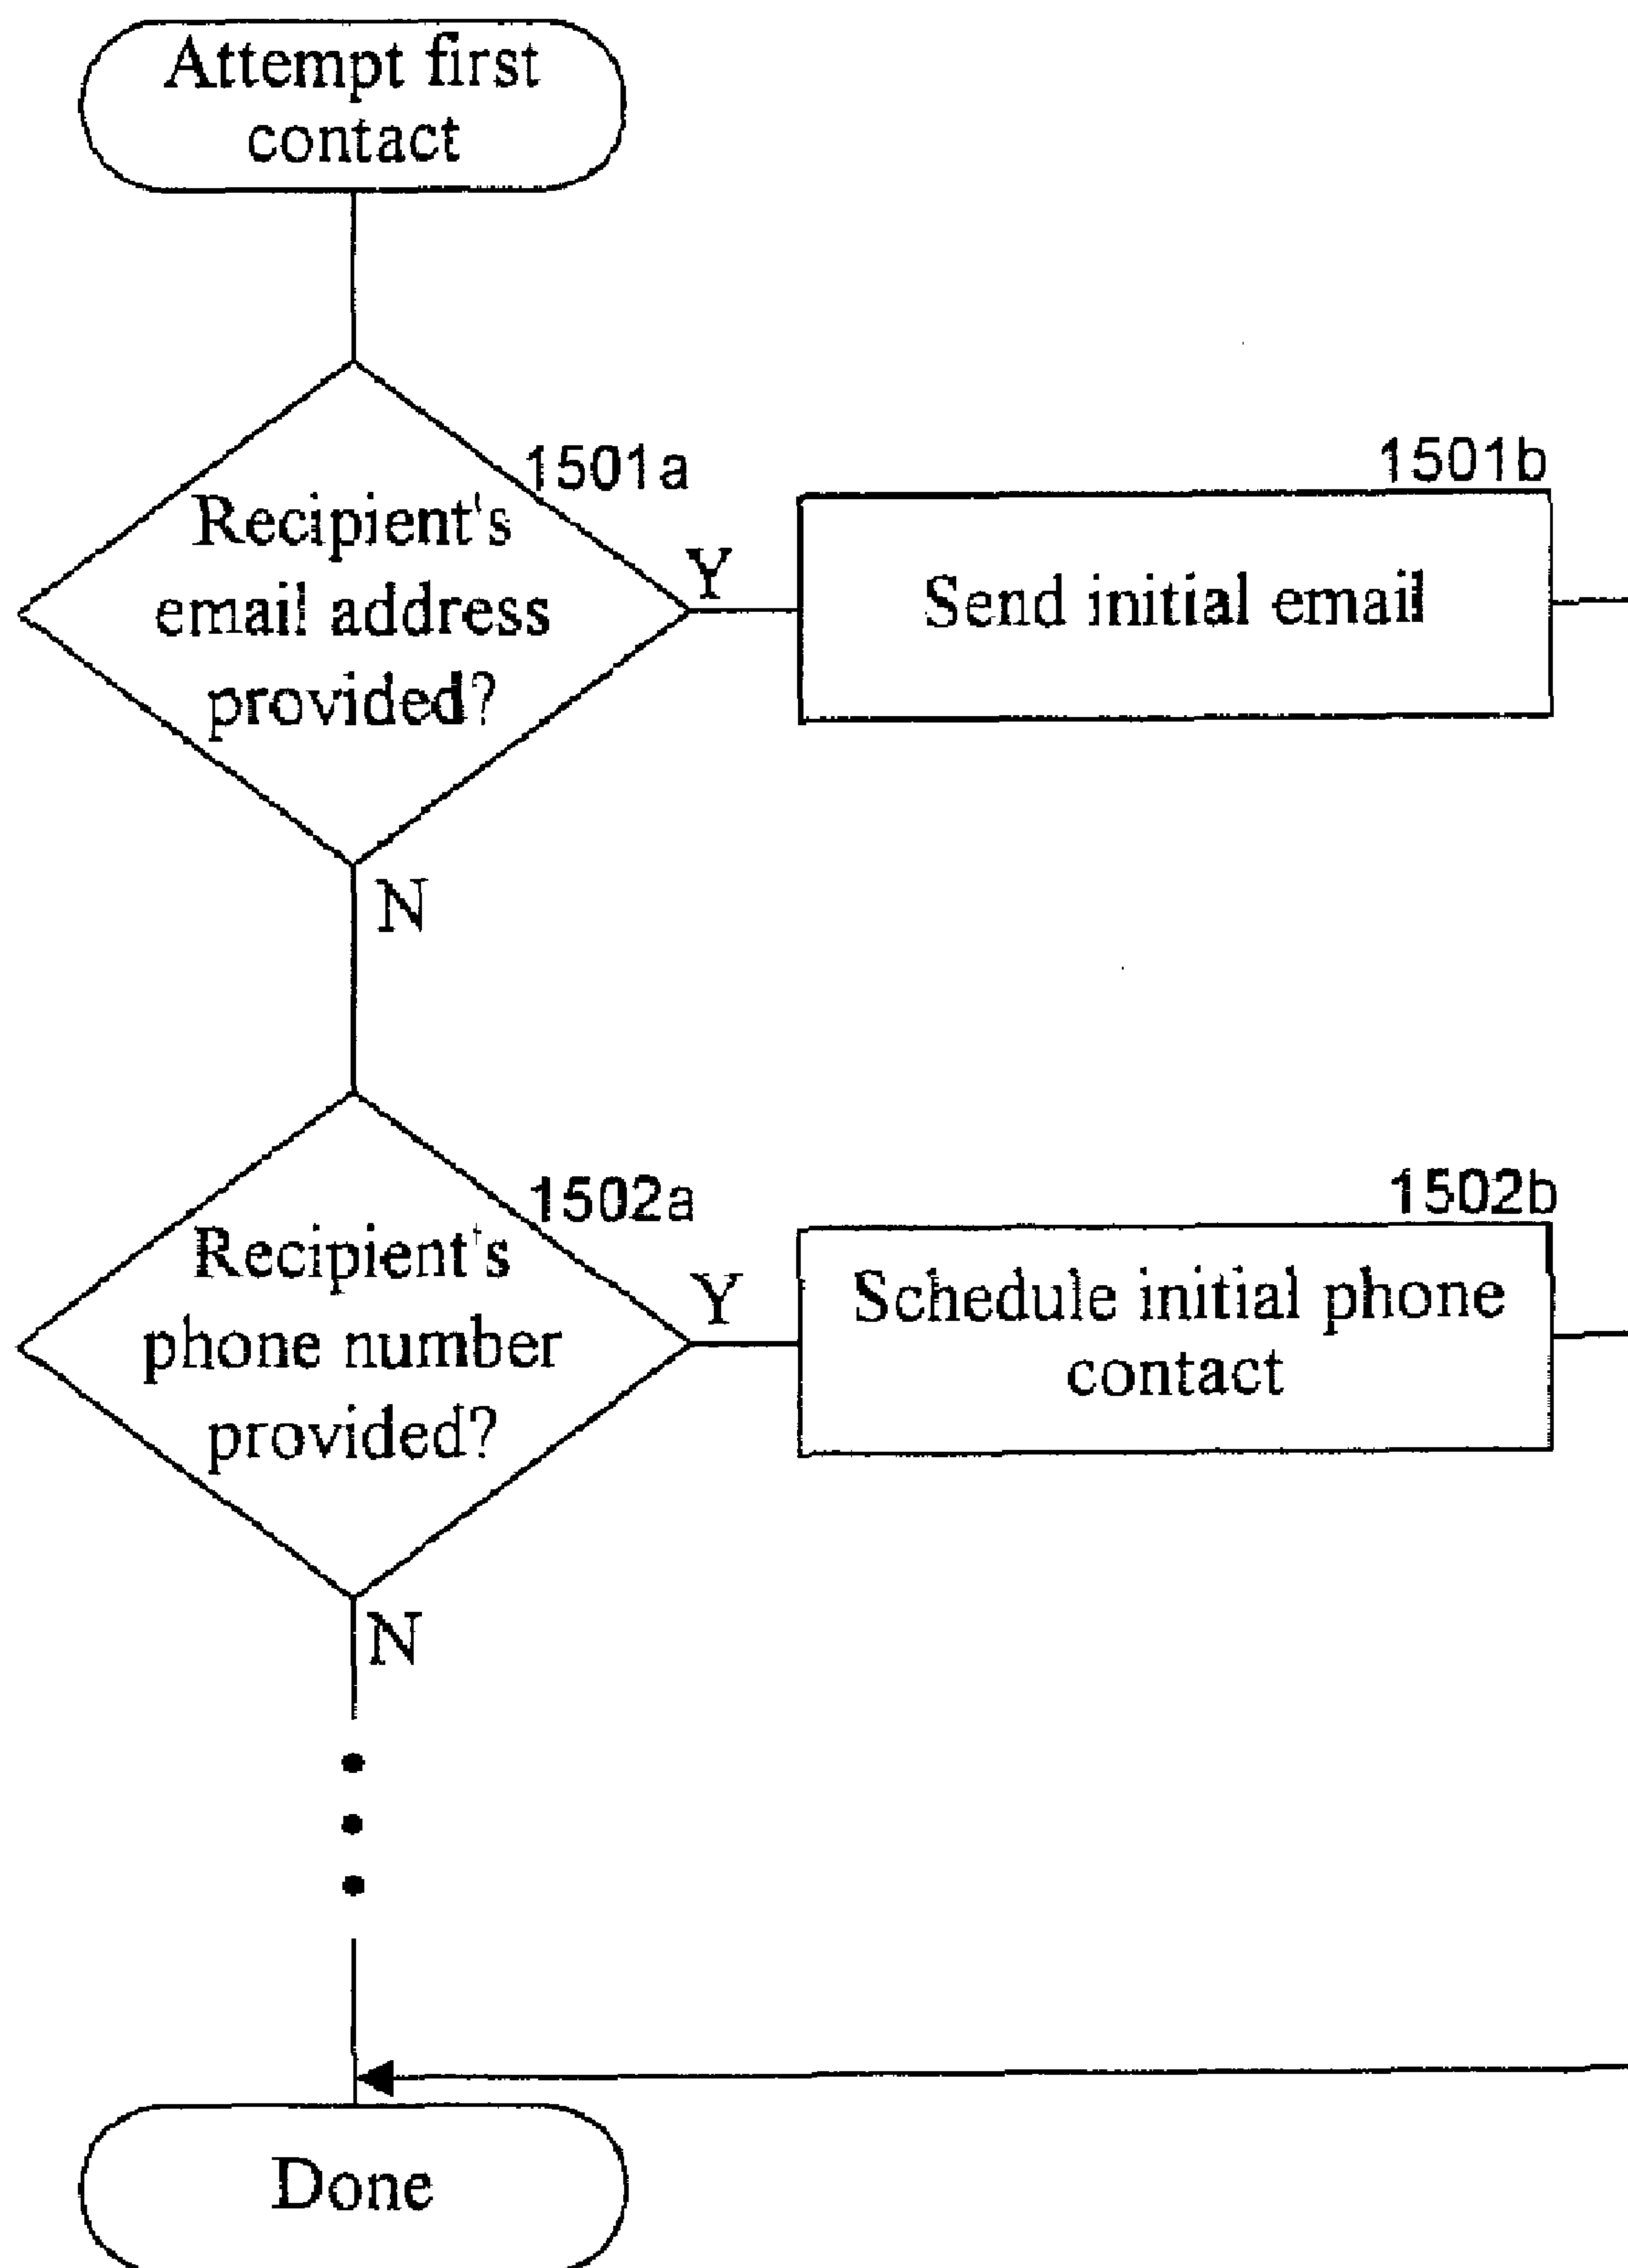 Attempt first
contact
1501a
Recipient's
email address
provided?
Y
1501b
Send initial email
N
1502a
Recipient's
phone number
provided?
Y
1502b
Schedule initial phone
contact
N
Done